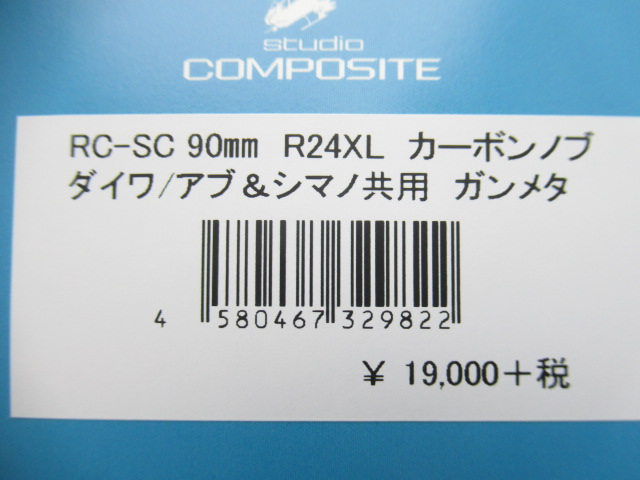 studio
COMPOSITE
RC-SC 90mm R24XL カーボンノブ
ダイワ/アブ＆シマノ共用 ガンメタ
4 580467 329822
¥ 19,000+税